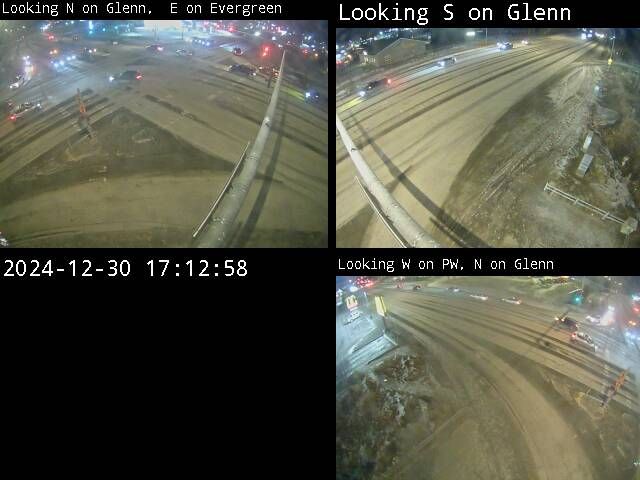 Looking N on Glenn,  E on Evergreen
Looking S on Glenn
2024-12-30 17:12:58
Looking W on PW, N on Glenn